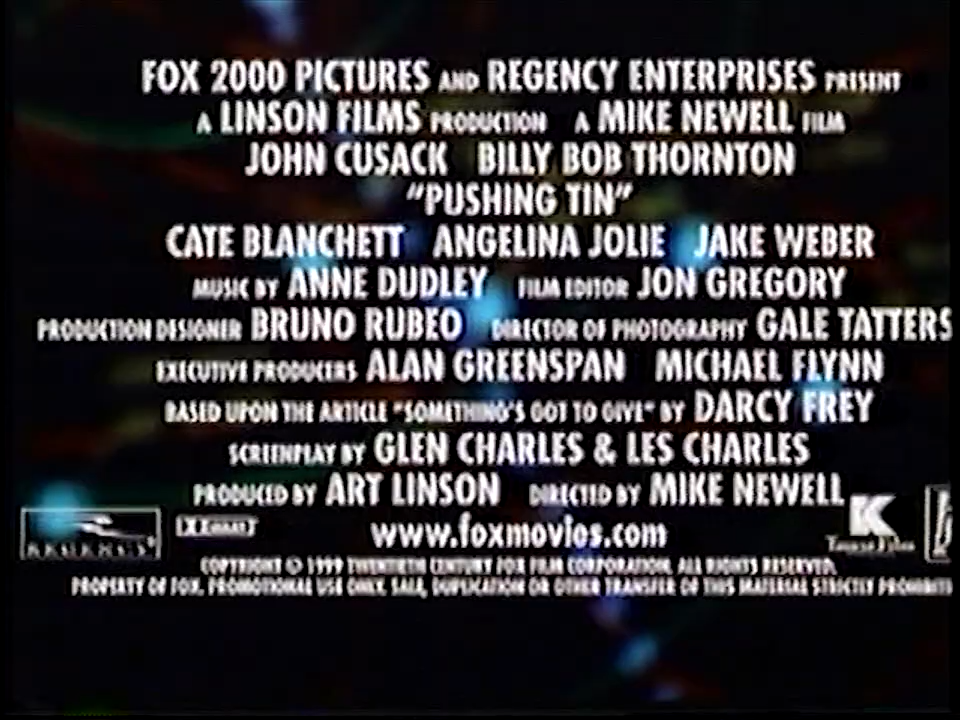 FOX 2000 PICTURES AND REGENCY ENTERPRISES PRESENT
A LINSON FILMS PRODUCTION A MIKE NEWELL FILM
JOHN CUSACK BILLY BOB THORNTON
"PUSHING TIN"
CATE BLANCHETT ANGELINA JOLIE JAKE WEBER
MUSIC BY ANNE DUDLEY FILM EDITOR JON GREGORY
PRODUCTION DESIGNER BRUNO RUBEO DIRECTOR OF PHOTOGRAPHY GALE TATTERS
EXECUTIVE PRODUCERS ALAN GREENSPAN MICHAEL FLYNN
BASED UPON THE ARTICLE "SOMETHING'S GOT TO GIVE" BY DARCY FREY
SCREENPLAY BY GLEN CHARLES & LES CHARLES
PRODUCED BY ART LINSON DIRECTED BY MIKE NEWELL
www.foxmovies.com
COPYRIGHT © 1999 TWENTIETH CENTURY FOX FILM CORPORATION. ALL RIGHTS RESERVED.
PROPERTY OF FOX. PROMOTIONAL USE ONLY. SALE, DUPLICATION OR OTHER TRANSFER OF THIS MATERIAL STRICTLY PROHIBIT